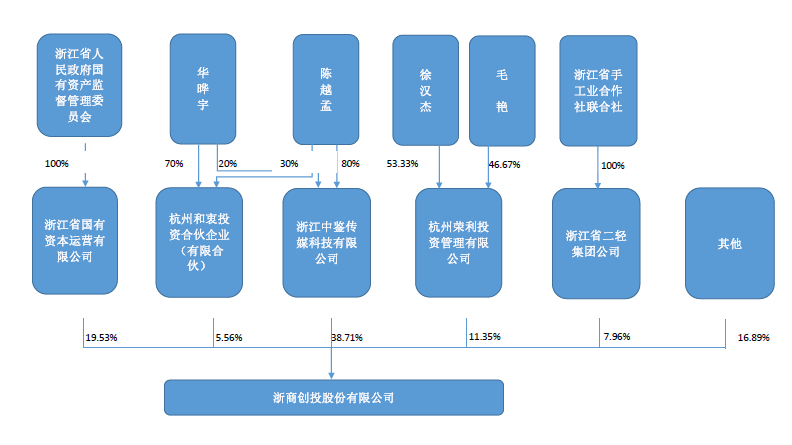 浙江省人
民政府国
有资产监
督管理委
员会
华
晔
宇
陈
越
孟
徐
汉
杰
毛
艳
浙江省手
工业合作
社联合社
100%
70%
20%
30%
80%
53.33%
46.67%
100%
浙江省国有
资本运营有
限公司
杭州和衷投
资合伙企业
（有限合
伙）
浙江中鉴传
媒科技有限
公司
杭州荣利投
资管理有限
公司
浙江省二轻
集团公司
其他
19.53%
5.56%
38.71%
11.35%
7.96%
16.89%
浙商创投股份有限公司